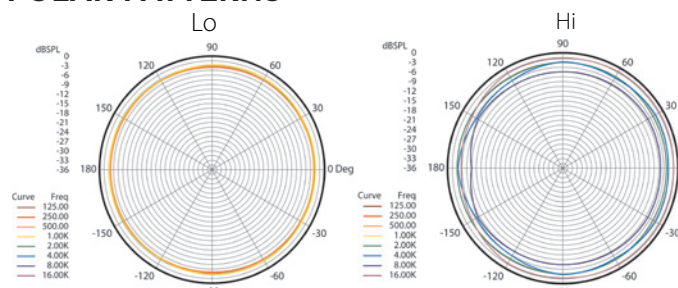 POLAR PATTERNS
Lo
dBSPL
0
-3
-6
-9
-12
-15
-18
-21
-24
-27
-30
-33
-36
90
120
60
150
30
180
0 Deg
-150
-30
-120
-60
Curve Freq
125.00
250.00
500.00
1.00K
2.00K
4.00K
8.00K
16.00K
Hi
dBSPL
0
-3
-6
-9
-12
-15
-18
-21
-24
-27
-30
-33
-36
90
120
60
150
30
180
-150
-30
-120
-60
Curve Freq
125.00
250.00
500.00
1.00K
2.00K
4.00K
8.00K
16.00K